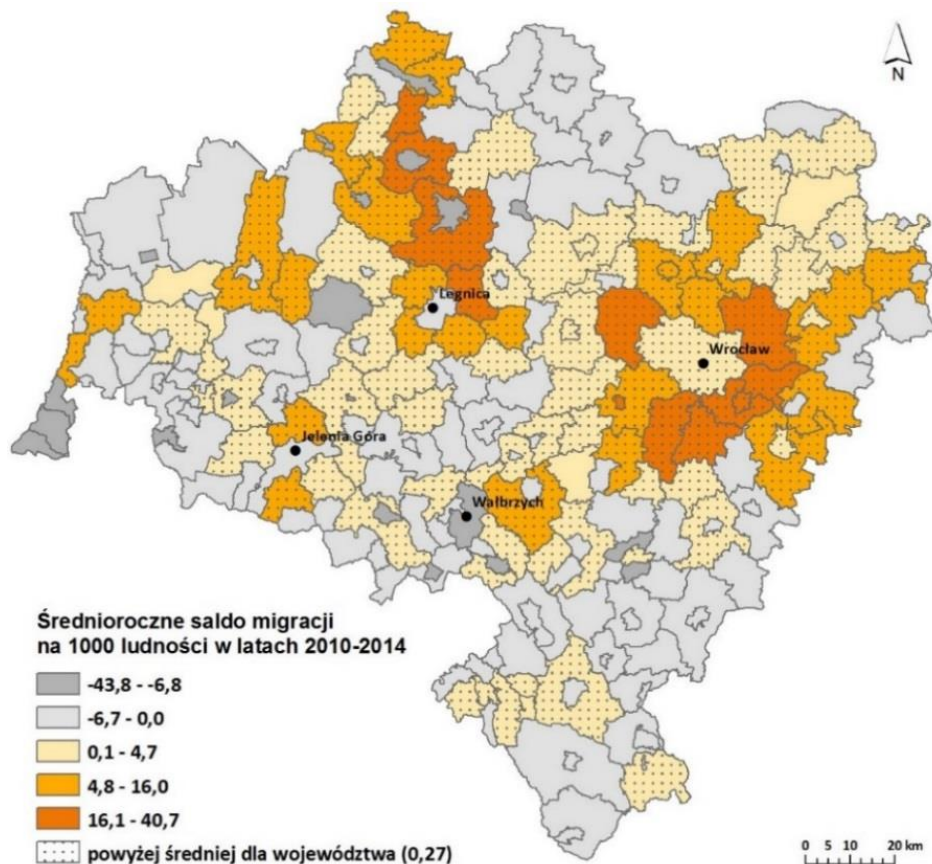 N
Legnica
Wrocław
Jelenia Góra
Wałbrzych
Średnioroczne saldo migracji
na 1000 ludności w latach 2010-2014
-43,8 - -6,8
-6,7 - 0,0
0,1 - 4,7
4,8 - 16,0
16,1 - 40,7
powyżej średniej dla województwa (0,27)
0 5 10 20 km